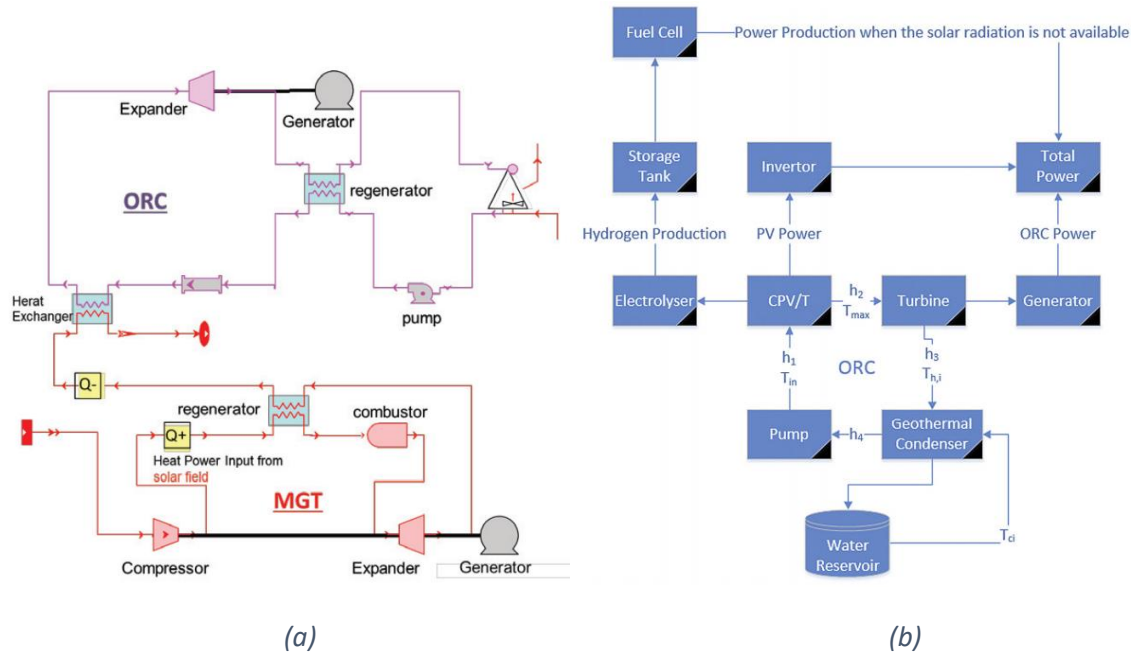 Expander
Generator
regenerator
ORC
Herat
Exchanger
pump
Q-
regenerator
combustor
Q+
Heat Power Input from
solar field
MGT
Compressor
Expander
Generator
(a)
Fuel Cell
Power Production when the solar radiation is not available
Storage
Tank
Invertor
Total
Power
Hydrogen Production
PV Power
ORC Power
Electrolyser
CPV/T
h2
Tmax
Turbine
Generator
h1
Tin
ORC
h3
Th,i
Pump
h4
Geothermal
Condenser
Water
Reservoir
Tci
(b)